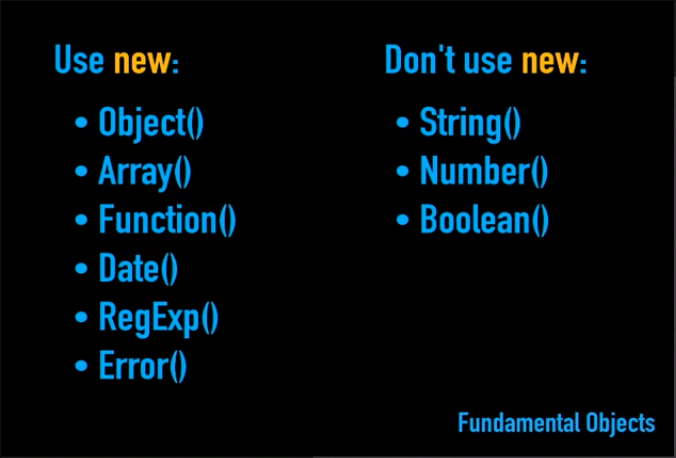 Use new:
• Object()
• Array()
• Function()
• Date()
• RegExp()
• Error()
Don't use new:
• String()
• Number()
• Boolean()
Fundamental Objects